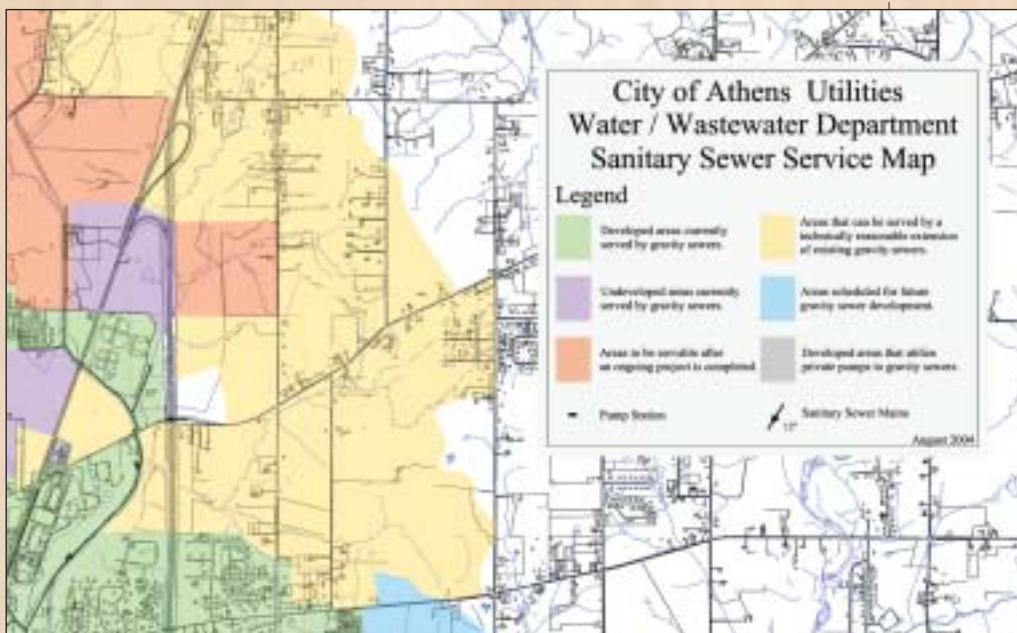 City of Athens Utilities
Water / Wastewater Department
Sanitary Sewer Service Map
Legend
Developed areas currently
served by gravity sewers.
Areas that can be served by a
technically reasonable extension
of existing gravity sewers.
Undeveloped areas currently
served by gravity sewers.
Areas scheduled for future
gravity sewer development.
Areas to be servable after
an ongoing project is completed.
Developed areas that utilize
private pumps to gravity sewers.
Pump Station
Sanitary Sewer Mains
August 2004